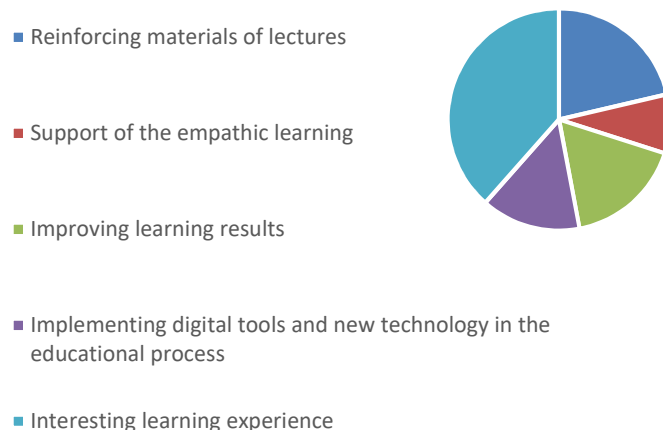 Reinforcing materials of lectures
Support of the empathic learning
Improving learning results
Implementing digital tools and new technology in the
educational process
Interesting learning experience